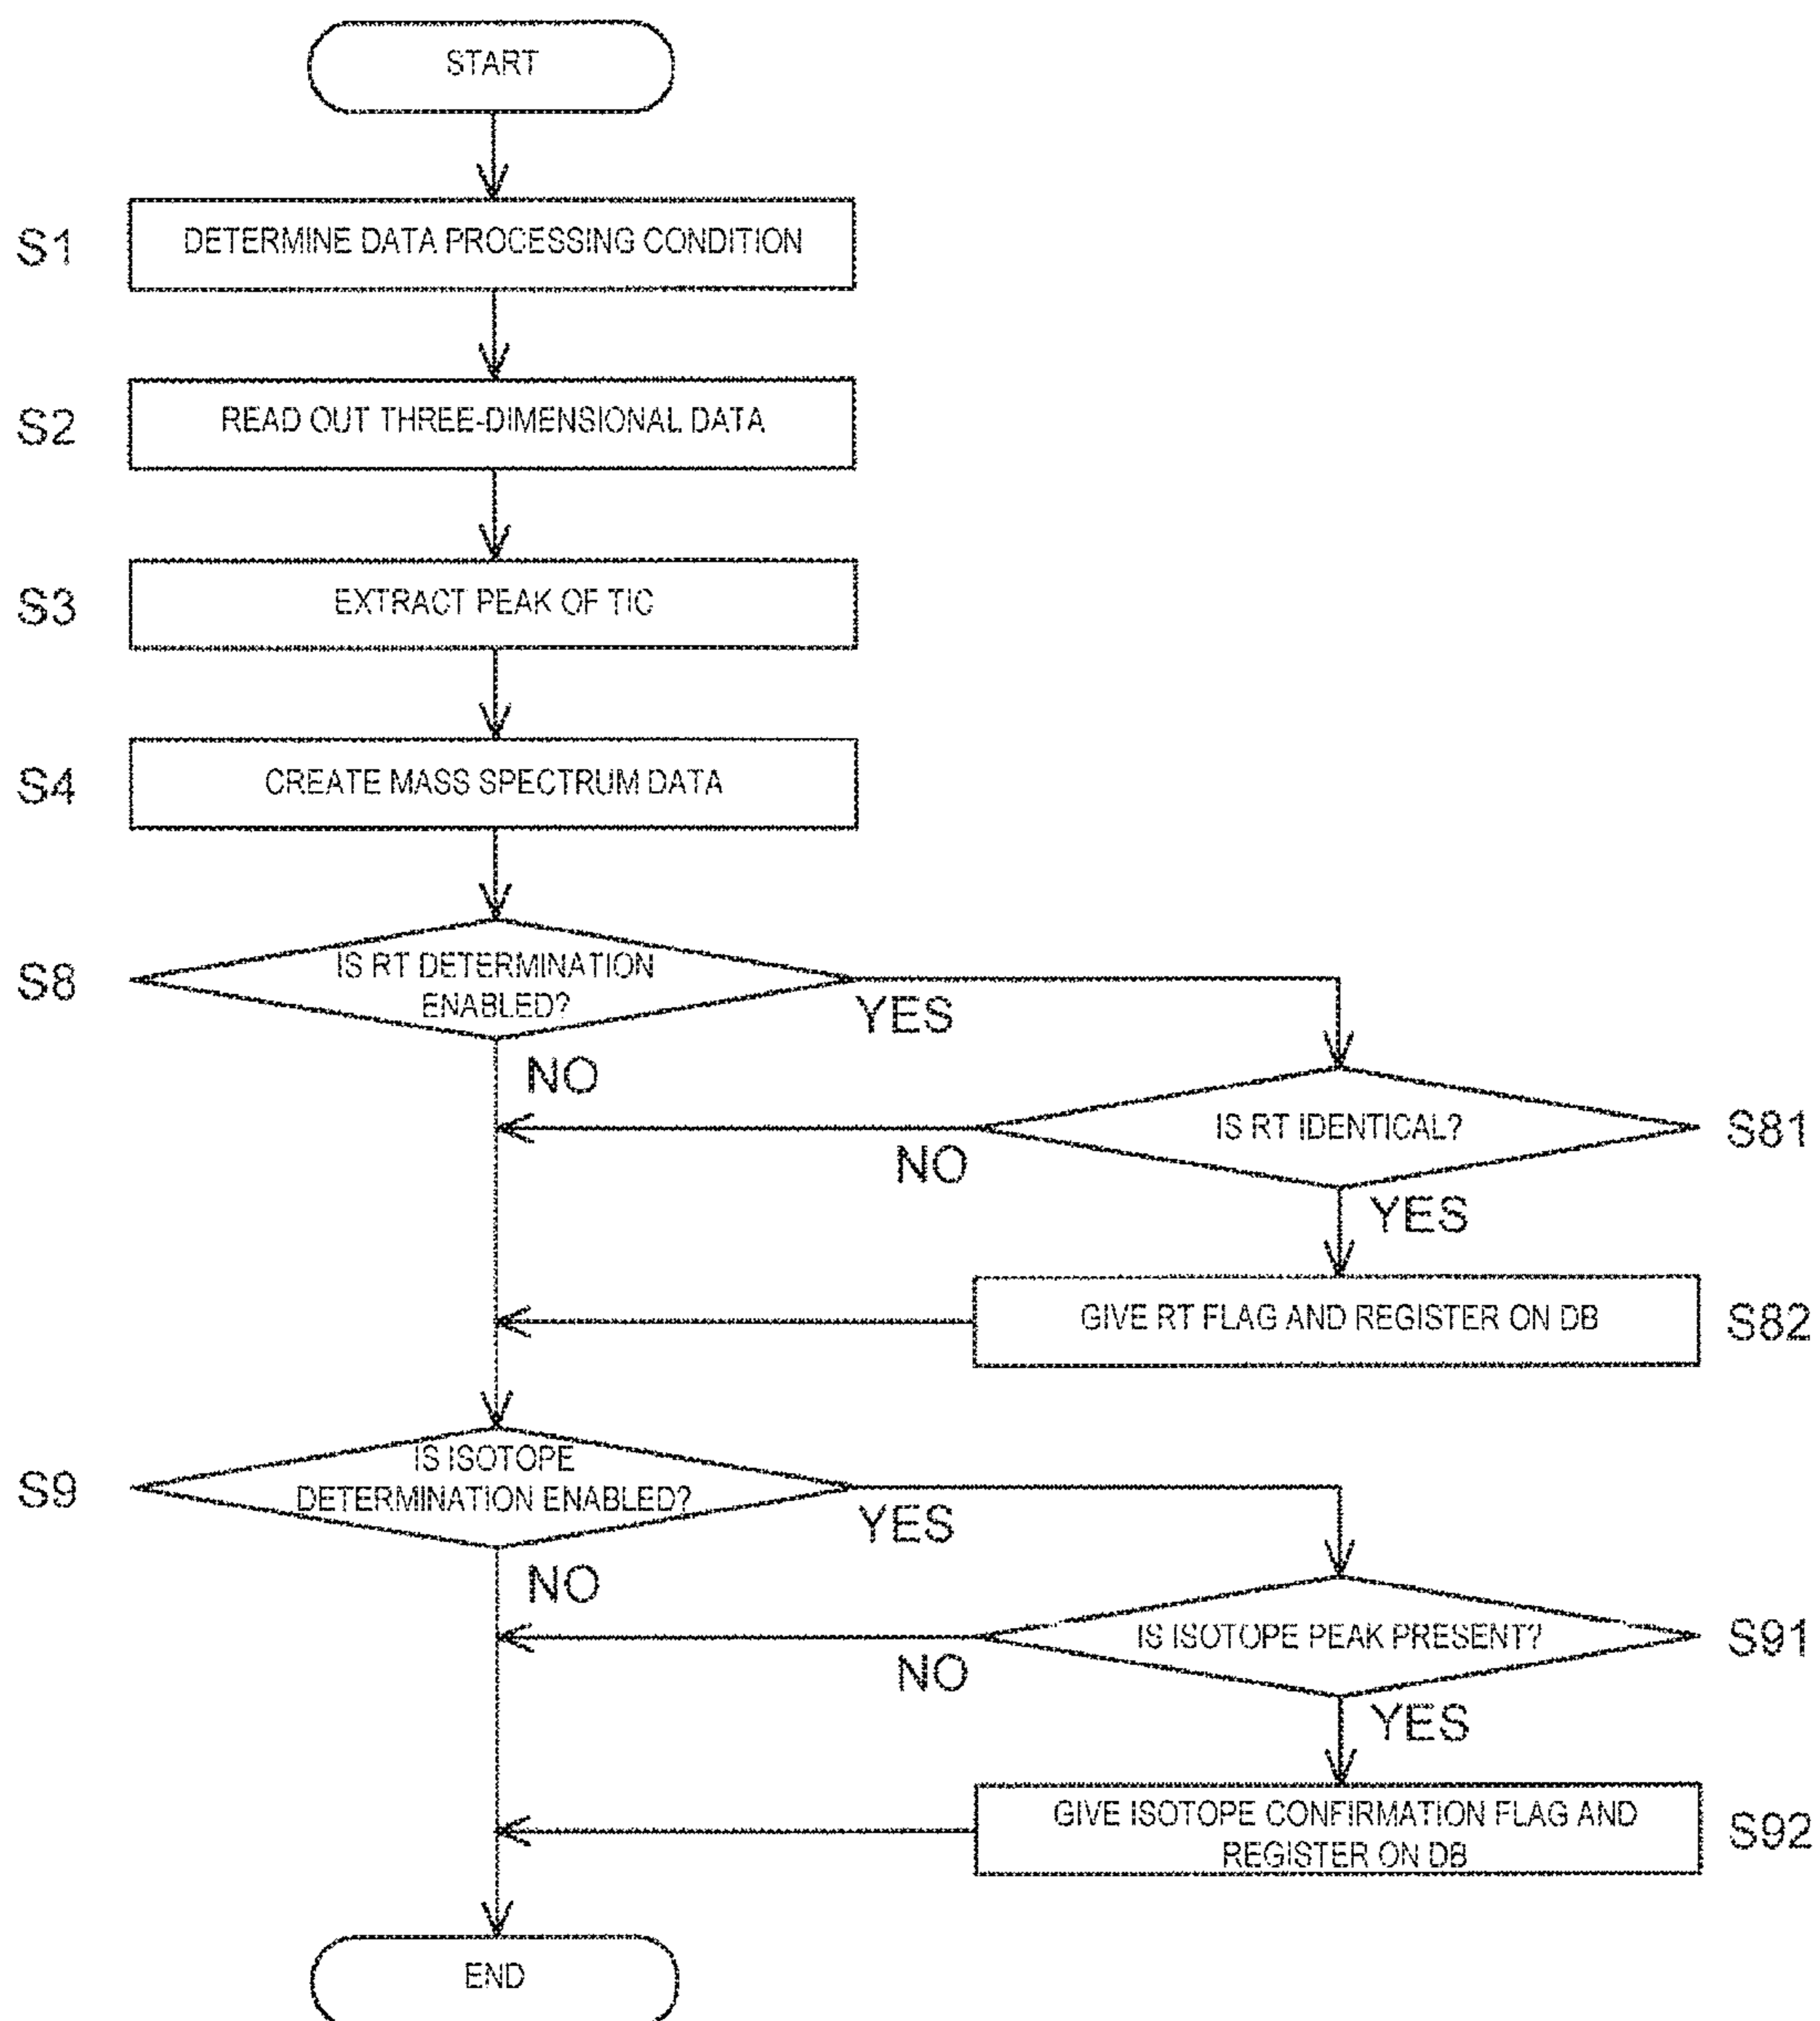 START
S1
DETERMINE DATA PROCESSING CONDITION
S2
READ OUT THREE-DIMENSIONAL DATA
S3
EXTRACT PEAK OF TIC
S4
CREATE MASS SPECTRUM DATA
S8
IS RT DETERMINATION
ENABLED?
YES
NO
IS RT IDENTICAL?
S81
NO
YES
GIVE RT FLAG AND REGISTER ON DB
S82
S9
IS ISOTOPE
DETERMINATION ENABLED?
YES
NO
IS ISOTOPE PEAK PRESENT?
S91
NO
YES
GIVE ISOTOPE CONFIRMATION FLAG AND
REGISTER ON DB
S92
END